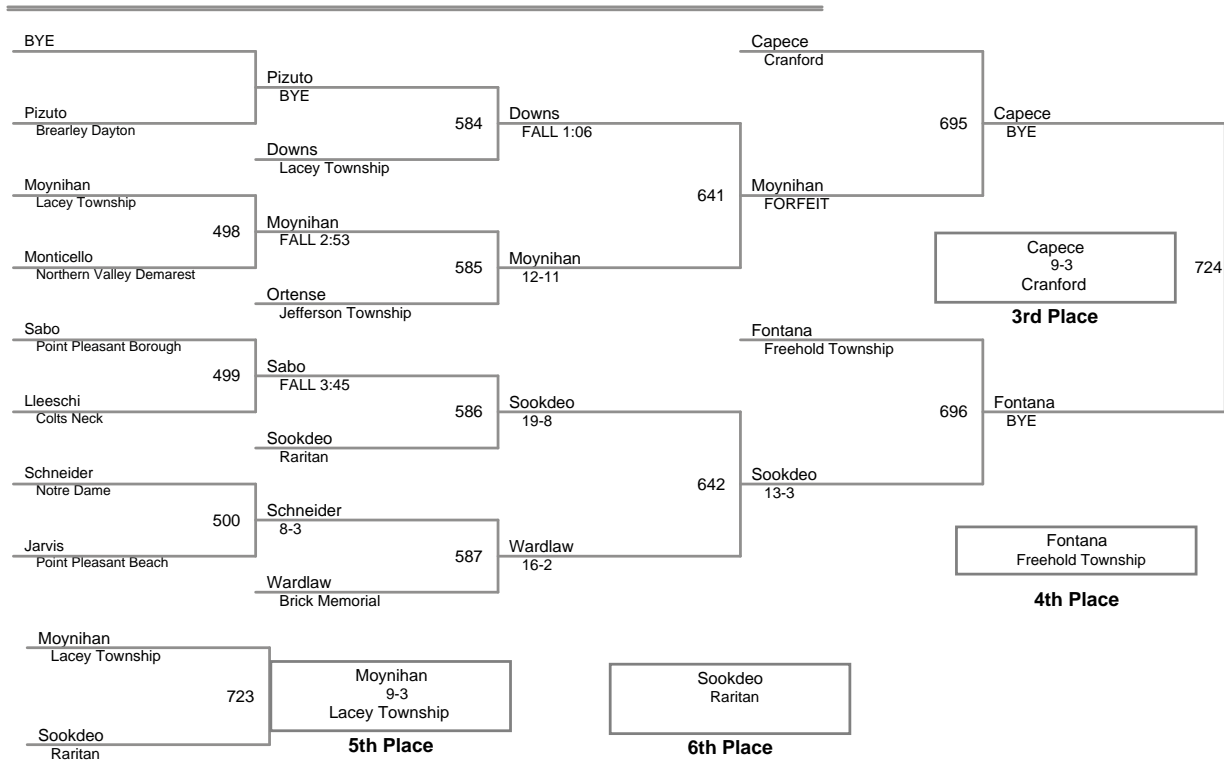 BYE
Capece
Cranford
Pizuto
BYE
Pizuto
Brearley Dayton
584
Downs
FALL 1:06
695
Capece
BYE
Downs
Lacey Township
Moynihan
Lacey Township
641
Moynihan
FORFEIT
498
Moynihan
FALL 2:53
Monticello
Northern Valley Demarest
585
Moynihan
12-11
Capece
9-3
Cranford
724
3rd Place
Ortense
Jefferson Township
Sabo
Point Pleasant Borough
Fontana
Freehold Township
499
Sabo
FALL 3:45
Lleeschi
Colts Neck
586
Sookdeo
19-8
696
Fontana
BYE
Sookdeo
Raritan
Schneider
Notre Dame
642
Sookdeo
13-3
500
Schneider
8-3
Jarvis
Point Pleasant Beach
587
Wardlaw
16-2
Fontana
Freehold Township
4th Place
Wardlaw
Brick Memorial
Moynihan
Lacey Township
723
Moynihan
9-3
Lacey Township
5th Place
Sookdeo
Raritan
6th Place
Sookdeo
Raritan